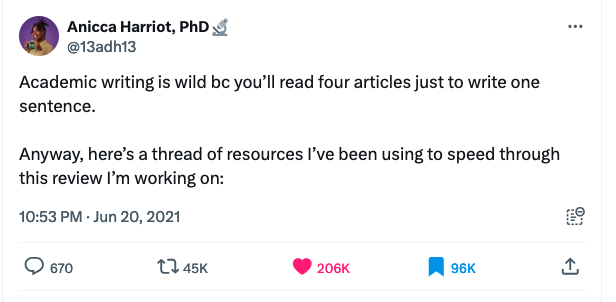 Anicca Harriot, PhD🔬
@13adh13
Academic writing is wild bc you’ll read four articles just to write one
sentence.
Anyway, here’s a thread of resources I’ve been using to speed through
this review I’m working on:
10:53 PM · Jun 20, 2021
670 45K 206K 96K